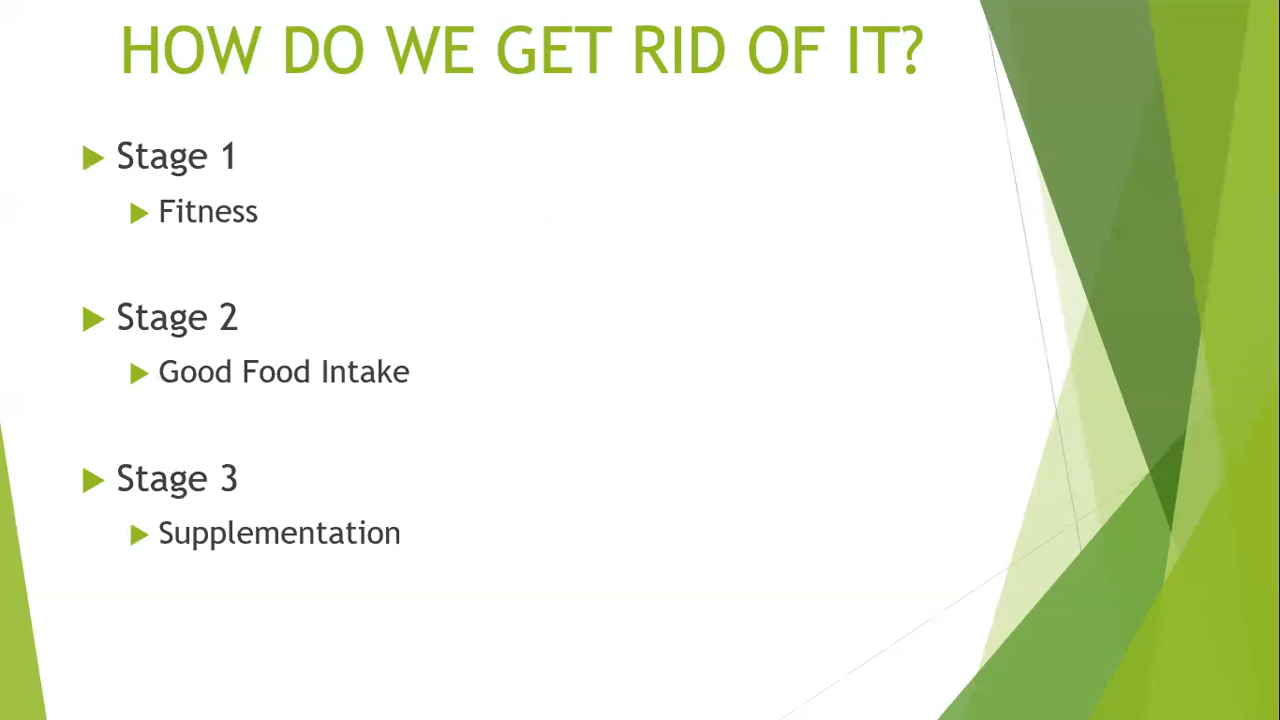 HOW DO WE GET RID OF IT?
Stage 1
Fitness
Stage 2
Good Food Intake
Stage 3
Supplementation